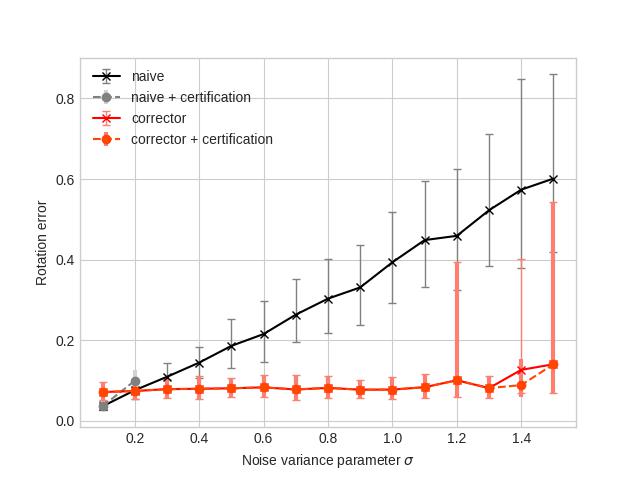 naive
naive + certification
corrector
corrector + certification
Rotation error
0.8
0.6
0.4
0.2
0.0
0.2 0.4 0.6 0.8 1.0 1.2 1.4
Noise variance parameter σ